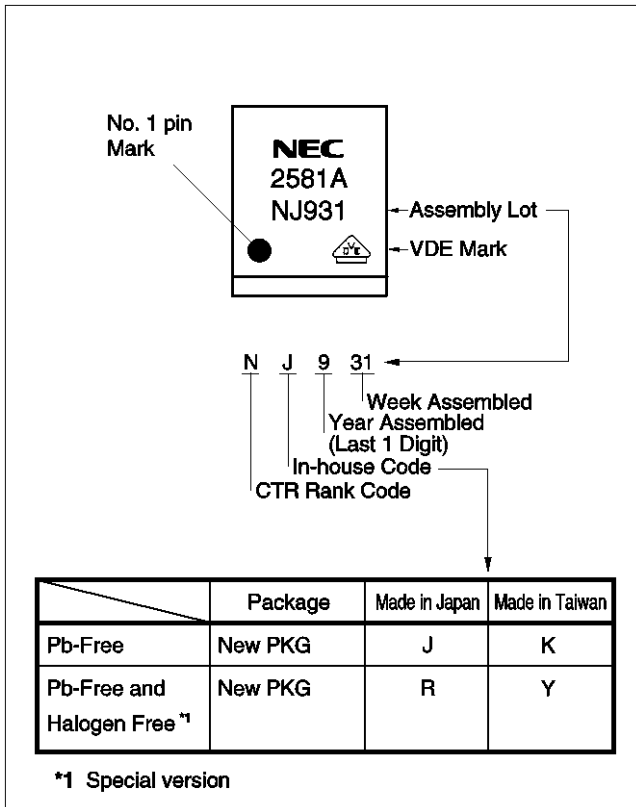 No. 1 pin
Mark
NEC
2581A
NJ931
Assembly Lot
VDE Mark
N J 9 31
Week Assembled
Year Assembled
(Last 1 Digit)
In-house Code
CTR Rank Code
Package Made in Japan Made in Taiwan
Pb-Free New PKG J K
Pb-Free and New PKG R Y
Halogen Free *1
*1 Special version